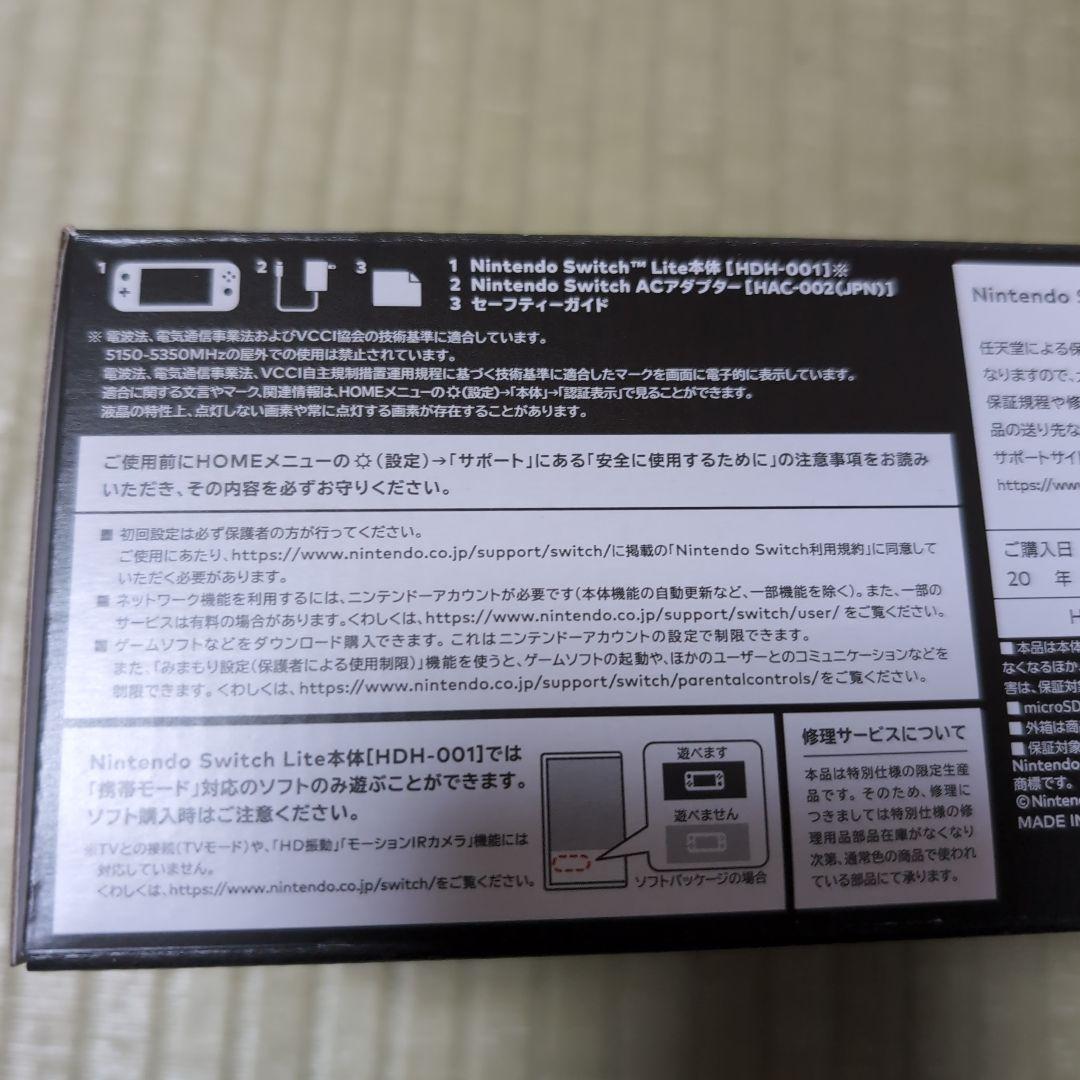 1 2 3
1 Nintendo Switch™ Lite本体 [HDH-001]※
2 Nintendo Switch ACアダプター [HAC-002(JPN)]
3 セーフティーガイド
※ 電波法、電気通信事業法およびVCCI協会の技術基準に適合しています。
5150-5350MHzの屋外での使用は禁止されています。
電波法、電気通信事業法、VCCI自主規制措置運用規程に基づく技術基準に適合したマークを画面に電子的に表示しています。
適合に関する文言やマーク、関連情報は、HOMEメニューの(設定)→「本体」→「認証表示」で見ることができます。
液晶の特性上、点灯しない画素や常に点灯する画素が存在することがあります。
ご使用前にHOMEメニューの(設定)→「サポート」にある「安全に使用するために」の注意事項をお読み
いただき、その内容を必ずお守りください。
■ 初回設定は必ず保護者の方が行ってください。
ご使用にあたり、https://www.nintendo.co.jp/support/switch/に掲載の「Nintendo Switch利用規約」に同意して
いただく必要があります。
■ ネットワーク機能を利用するには、ニンテンドーアカウントが必要です(本体機能の自動更新など、一部機能を除く)。また、一部の
サービスは有料の場合があります。くわしくは、https://www.nintendo.co.jp/support/switch/user/ をご覧ください。
■ ゲームソフトなどをダウンロード購入できます。これはニンテンドーアカウントの設定で制限できます。
また、「みまもり設定(保護者による使用制限)」機能を使うと、ゲームソフトの起動や、ほかのユーザーとのコミュニケーションなどを
制限できます。くわしくは、https://www.nintendo.co.jp/support/switch/parentalcontrols/をご覧ください。
Nintendo Switch Lite本体[HDH-001]では
「携帯モード」対応のソフトのみ遊ぶことができます。
ソフト購入時はご注意ください。
※TVとの接続(TVモード)や、「HD振動」「モーションIRカメラ」機能には
対応していません。
くわしくは、https://www.nintendo.co.jp/switch/をご覧ください。
遊べます
遊べません
ソフトパッケージの場合
修理サービスについて
本品は特別仕様の限定生産
品です。そのため、修理に
つきましては特別仕様の修
理用品部品在庫がなくなり
次第、通常色の商品で使われ
ている部品にて承ります。
Nintendo
任天堂による保
なりますので、
保証規程や修
品の送り先な
サポートサイ
https://ww
ご購入日
20 年
■ 本品は本体
なくなるほか
害は、保証対
■ microSD
■ 外箱は商
■ 保証対象
Nintendo
商標です。
©Ninten
MADE IN